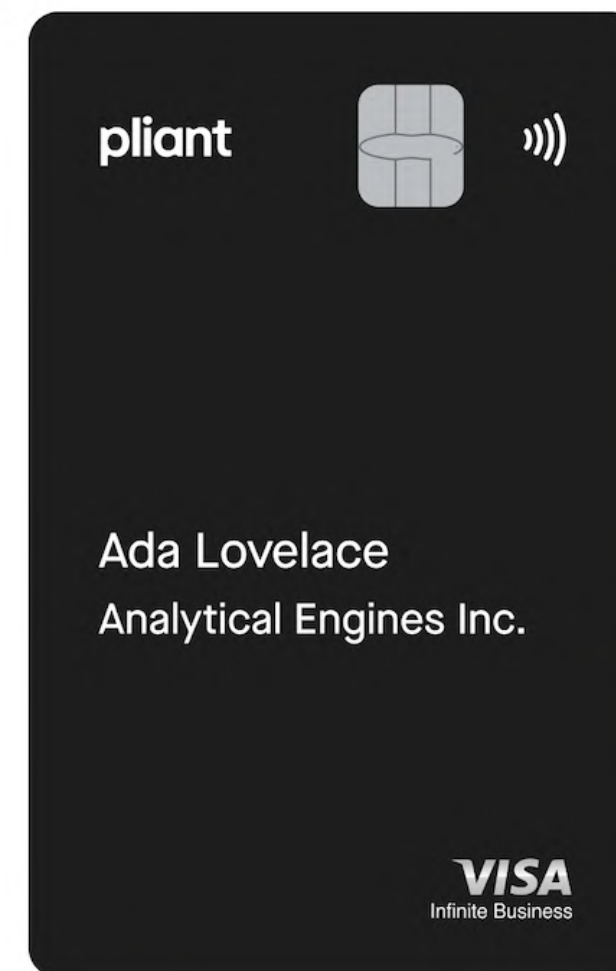 pliant
Ada Lovelace
Analytical Engines Inc.
VISA
Infinite Business